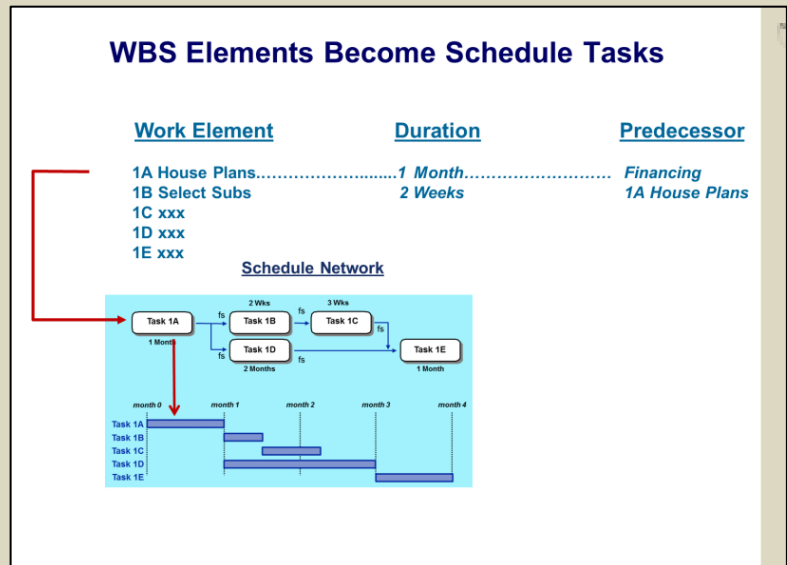 WBS Elements Become Schedule Tasks
Work Element Duration Predecessor
1A House Plans………………........1 Month……………………… Financing
1B Select Subs 2 Weeks 1A House Plans
1C xxx
1D xxx
1E xxx
Schedule Network
2 Wks 3 Wks
Task 1A fs Task 1B fs Task 1C fs
1 Month fs Task 1D fs Task 1E
2 Months 1 Month
month 0 month 1 month 2 month 3 month 4
Task 1A
Task 1B
Task 1C
Task 1D
Task 1E